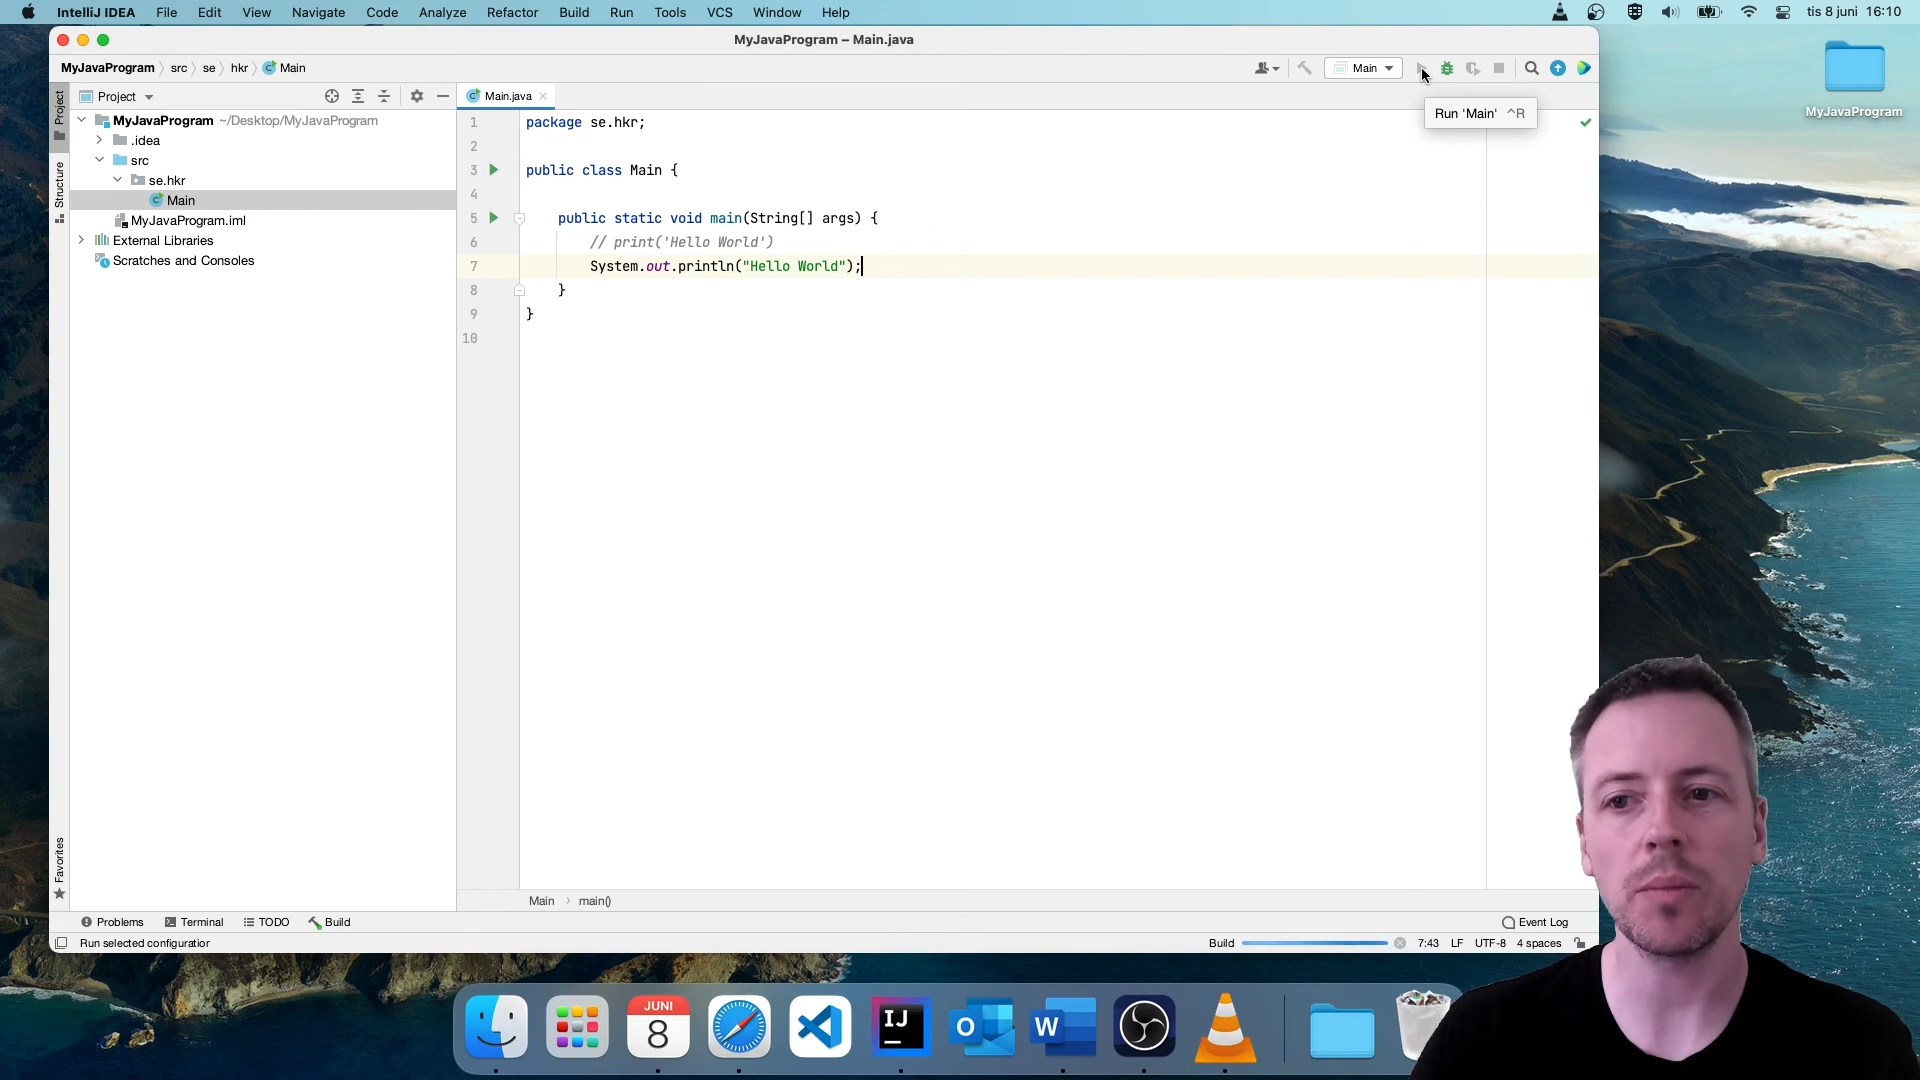 IntelliJ IDEA File Edit View Navigate Code Analyze Refactor Build Run Tools VCS Window Help tis 8 juni 16:10
MyJavaProgram – Main.java
MyJavaProgram src se hkr Main Main
Project Main.java
Run 'Main' ^R
MyJavaProgram
Project
Structure
Favorites
MyJavaProgram ~/Desktop/MyJavaProgram
.idea
src
se.hkr
Main
MyJavaProgram.iml
External Libraries
Scratches and Consoles
1 package se.hkr;
2
3 public class Main {
4
5 public static void main(String[] args) {
6 // print('Hello World')
7 System.out.println("Hello World");
8 }
9 }
10
Main main()
Problems Terminal TODO Build Event Log
Run selected configuratior Build 7:43 LF UTF-8 4 spaces
JUNI
8
IJ
O
W